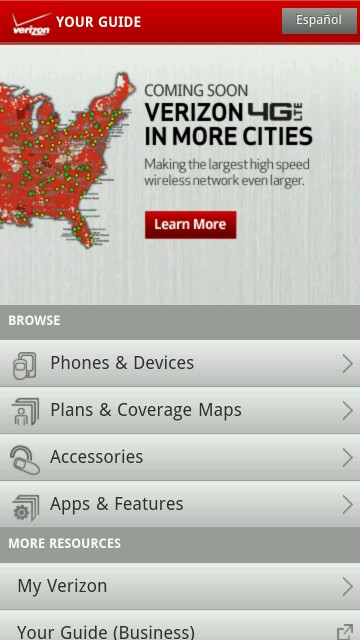 verizon YOUR GUIDE Español
COMING SOON
VERIZON 4G LTE
IN MORE CITIES
Making the largest high speed
wireless network even larger.
Learn More
BROWSE
Phones & Devices
Plans & Coverage Maps
Accessories
Apps & Features
MORE RESOURCES
My Verizon
Your Guide (Business)